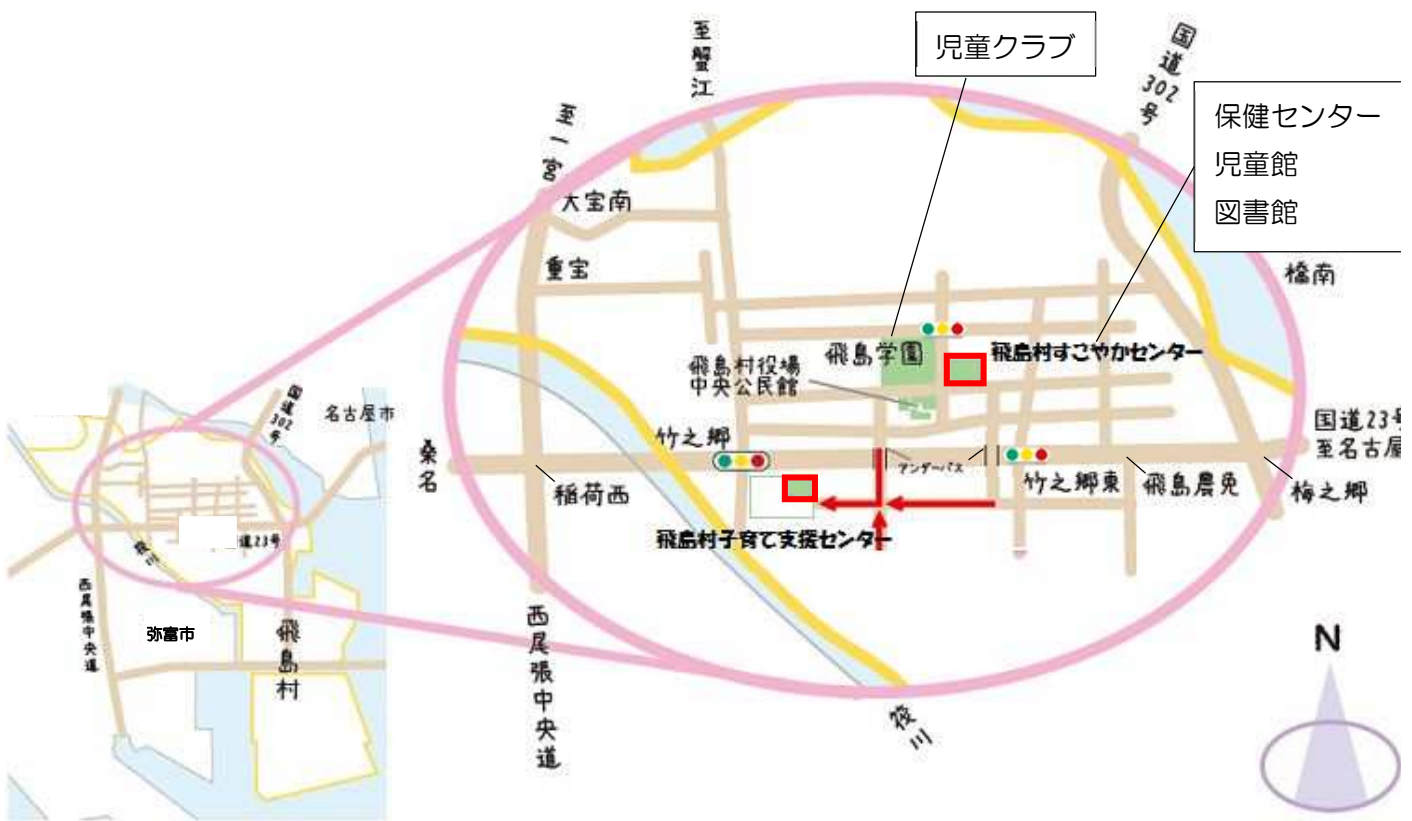 至蟹江
児童クラブ
国道302号
保健センター
児童館
図書館
至一宮
大宝南
重宝
橋南
飛島学園
飛島村すこやかセンター
飛島村役場
中央公民館
国道302号
名古屋市
桑名
竹之郷
アンダーパス
国道23号
至名古屋
稲荷西
竹之郷東
飛島農免
梅之郷
飛島村子育て支援センター
道23号
筏川
西尾張中央道
弥富市
飛島村
西尾張中央道
筏川
N